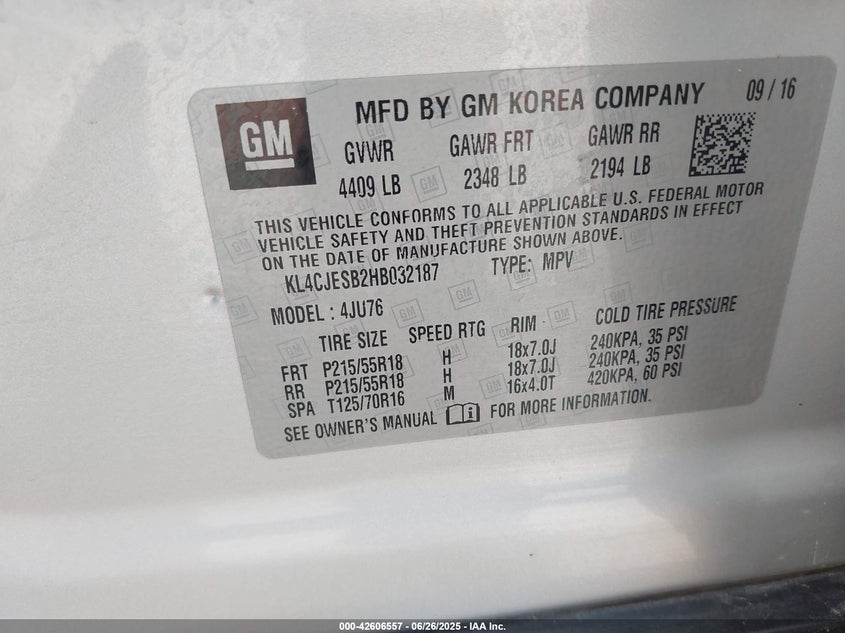 GM
MFD BY GM KOREA COMPANY 09 / 16
GVWR GAWR FRT GAWR RR
4409 LB 2348 LB 2194 LB
THIS VEHICLE CONFORMS TO ALL APPLICABLE U.S. FEDERAL MOTOR
VEHICLE SAFETY AND THEFT PREVENTION STANDARDS IN EFFECT
ON THE DATE OF MANUFACTURE SHOWN ABOVE.
KL4CJESB2HB032187 TYPE: MPV
MODEL : 4JU76
TIRE SIZE SPEED RTG RIM COLD TIRE PRESSURE
FRT P215/55R18 H 18x7.0J 240KPA, 35 PSI
RR P215/55R18 H 18x7.0J 240KPA, 35 PSI
SPA T125/70R16 M 16x4.0T 420KPA, 60 PSI
SEE OWNER'S MANUAL FOR MORE INFORMATION.
000-42606557 - 06/26/2025 - IAA Inc.